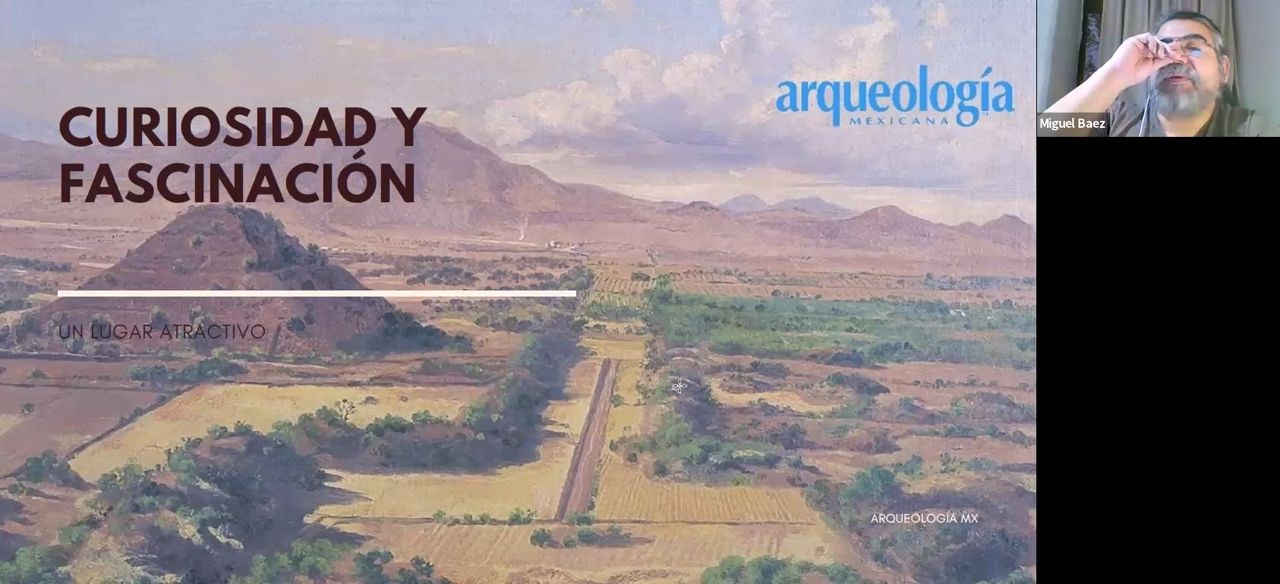 CURIOSIDAD Y
FASCINACIÓN
UN LUGAR ATRACTIVO
arqueología
MEXICANA
ARQUEOLOGÍA MX
Miguel Baez